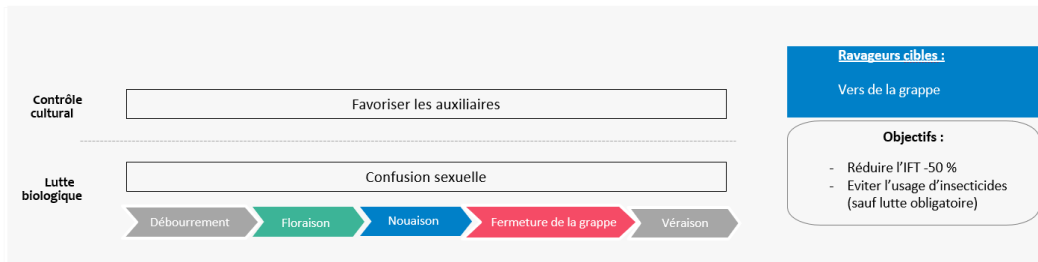 Contrôle
cultural
Favoriser les auxiliaires
Lutte
biologique
Confusion sexuelle
Débourrement
Floraison
Nouaison
Fermeture de la grappe
Véraison
Ravageurs cibles :
Vers de la grappe
Objectifs :
- Réduire l'IFT -50 %
- Eviter l'usage d'insecticides
(sauf lutte obligatoire)